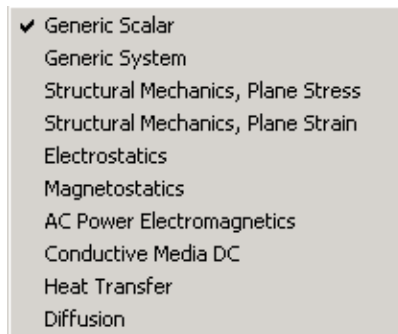 Generic Scalar
Generic System
Structural Mechanics, Plane Stress
Structural Mechanics, Plane Strain
Electrostatics
Magnetostatics
AC Power Electromagnetics
Conductive Media DC
Heat Transfer
Diffusion